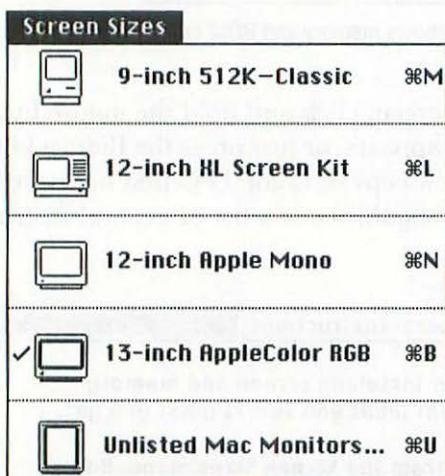 Screen Sizes
9-inch 512K-Classic ⌘M
12-inch XL Screen Kit ⌘L
12-inch Apple Mono ⌘N
✓ 13-inch AppleColor RGB ⌘B
Unlisted Mac Monitors... ⌘U